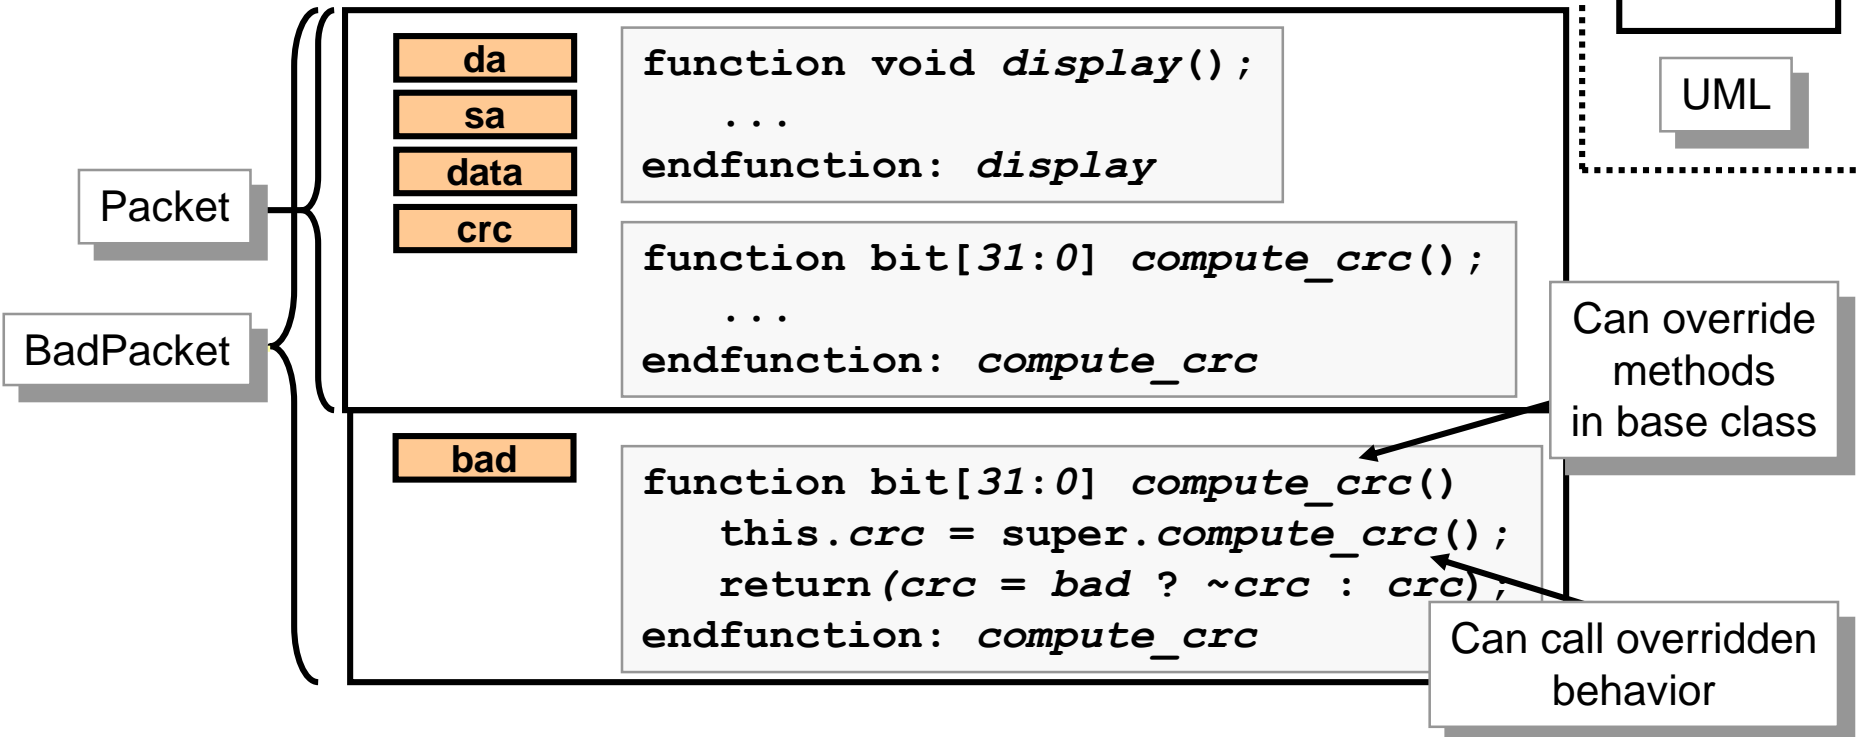 da
sa
data
crc
function void display();
...
endfunction: display
UML
Packet
function bit[31:0] compute_crc();
...
endfunction: compute_crc
BadPacket
Can override
methods
in base class
bad
function bit[31:0] compute_crc()
this.crc = super.compute_crc();
return(crc = bad ? ~crc : crc);
endfunction: compute_crc
Can call overridden
behavior